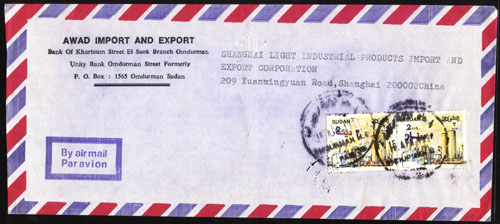 AWAD IMPORT AND EXPORT
Bank Of Khartoum Street El Suok Branch Omdurman
Unity Bank Omdurman Street Formerly
P. O. Box : 1565 Omdurman Sudan
SHANGHAI LIGHT INDUSTRIAL PRODUCTS IMPORT AND
EXPORT CORPORATION
209 Yuanmingyuan Road,Shanghai 200002China
SUDAN
By air mail
Par avion